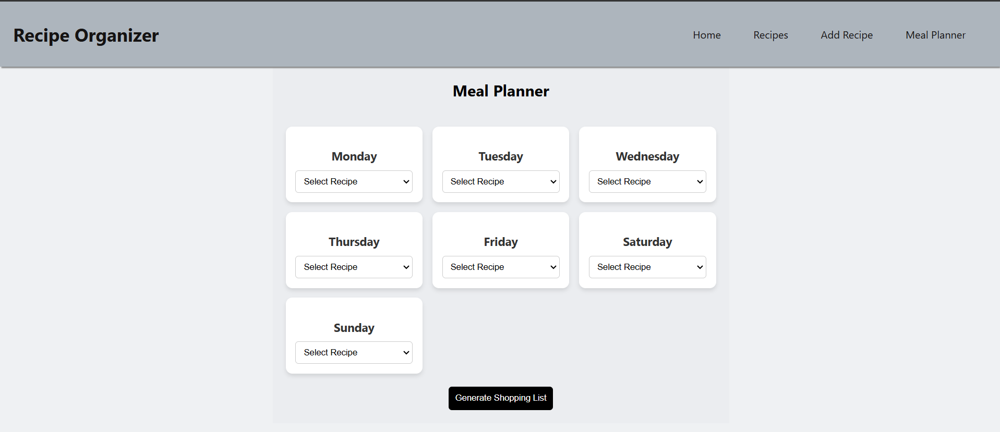 Recipe Organizer
Home Recipes Add Recipe Meal Planner
Meal Planner
Monday Tuesday Wednesday
Select Recipe Select Recipe Select Recipe
Thursday Friday Saturday
Select Recipe Select Recipe Select Recipe
Sunday
Select Recipe
Generate Shopping List